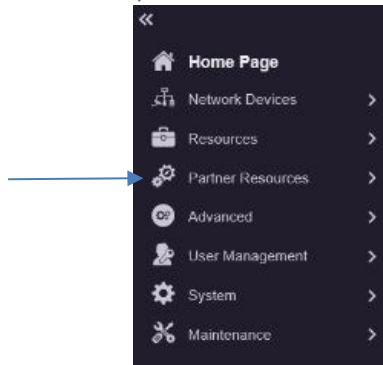 Home Page
Network Devices
Resources
Partner Resources
Advanced
User Management
System
Maintenance